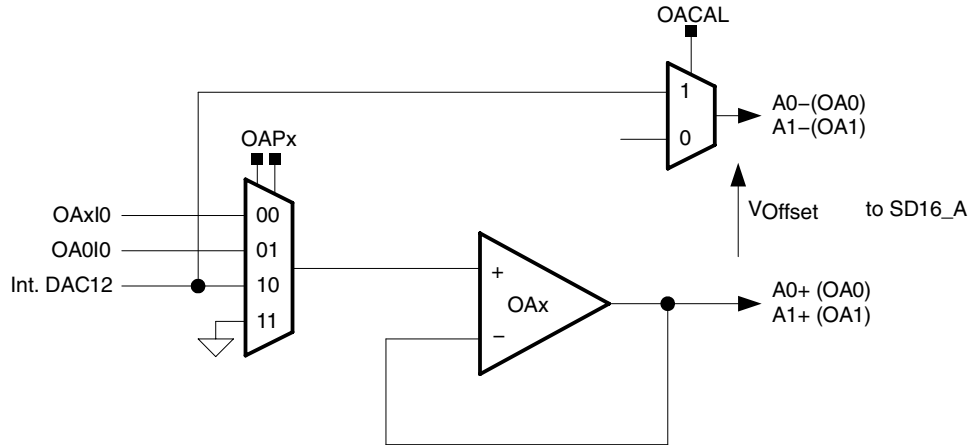 OACAL
1
0
A0−(OA0)
A1−(OA1)
OAPx
OAxI0
OA0I0
Int. DAC12
00
01
10
11
VOffset
to SD16_A
+
−
OAx
A0+ (OA0)
A1+ (OA1)